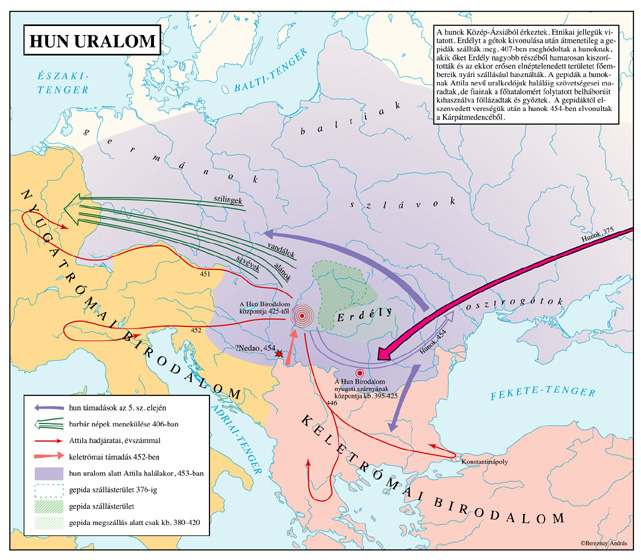 HUN URALOM
A hunok Közép-Ázsiából érkeztek. Etnikai jellegük vi-
tatott. Erdélyt a gótok kivonulása után átmenetileg a ge-
pidák szállták meg. 407-ben meghódoltak a hunoknak,
akik őket Erdély nagyobb részéből hamarosan kiszorí-
tották és az ekkor erősen elnéptelenedett területet főem-
bereik nyári szállásául használták. A gepidák a hunok-
nak Attila nevű uralkodójok haláláig szövetségesei ma-
radtak, de fiainak a főhatalomért folytatott belháborúit
kihasználva föllázadtak és győztek. A gepidáktól el-
szenvedett vereségük után a hunok 454-ben elvonultak
a Kárpátmedencéből.
ÉSZAKI-
TENGER
BALTI-TENGER
germánok
baltiak
szlávok
szilingek
vandálok
alánok
szvévek
Hunok, 375
osztrogótok
NYUGATRÓMAI BIRODALOM
451
452
A Hun Birodalom
központja 425-től
Erdély
?Nedao, 454
Hunok, 454
A Hun Birodalom
nyugati szárnyának
központja kb. 395-425
446
FEKETE-TENGER
ADRIAI-TENGER
KELETRÓMAI BIRODALOM
Konstantinápoly
hun támadások az 5. sz. elején
barbár népek menekülése 406-ban
Attila hadjáratai, évszámmal
keletrómai támadás 452-ben
hun uralom alatt Attila halálakor, 453-ban
gepida szállásterület 376-ig
gepida szállásterület
gepida megszállás alatt csak kb. 380-420
©Bereznay András